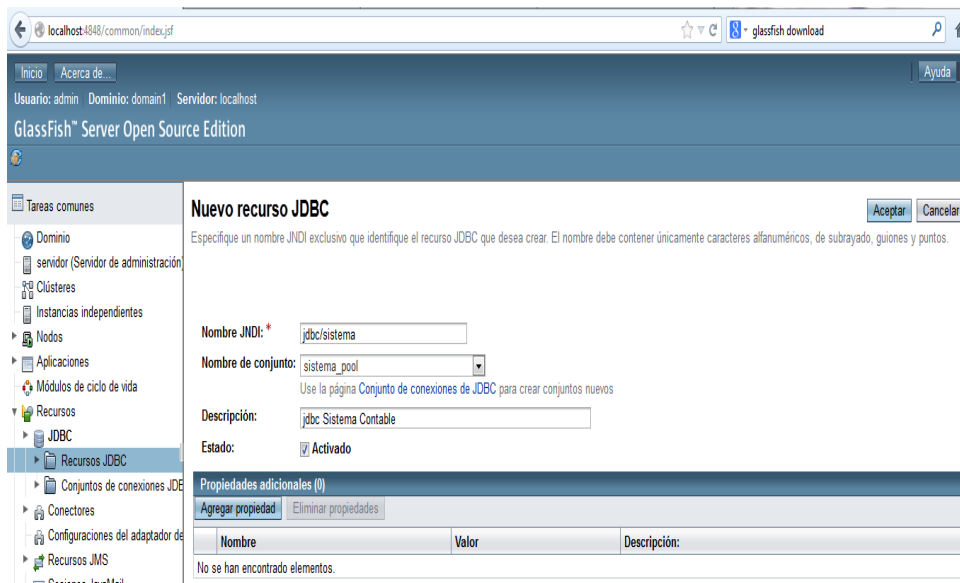 localhost:4848/common/index.jsf
glassfish download
Inicio Acerca de... Ayuda
Usuario: admin Dominio: domain1 Servidor: localhost
GlassFish™ Server Open Source Edition
Tareas comunes
Dominio
servidor (Servidor de administración)
Clústeres
Instancias independientes
Nodos
Aplicaciones
Módulos de ciclo de vida
Recursos
JDBC
Recursos JDBC
Conjuntos de conexiones JDB
Conectores
Configuraciones del adaptador de
Recursos JMS
Nuevo recurso JDBC
Aceptar Cancelar
Especifique un nombre JNDI exclusivo que identifique el recurso JDBC que desea crear. El nombre debe contener únicamente caracteres alfanuméricos, de subrayado, guiones y puntos.
Nombre JNDI: * jdbc/sistema
Nombre de conjunto: sistema_pool
Use la página Conjunto de conexiones de JDBC para crear conjuntos nuevos
Descripción: jdbc Sistema Contable
Estado: Activado
Propiedades adicionales (0)
Agregar propiedad Eliminar propiedades
Nombre Valor Descripción:
No se han encontrado elementos.